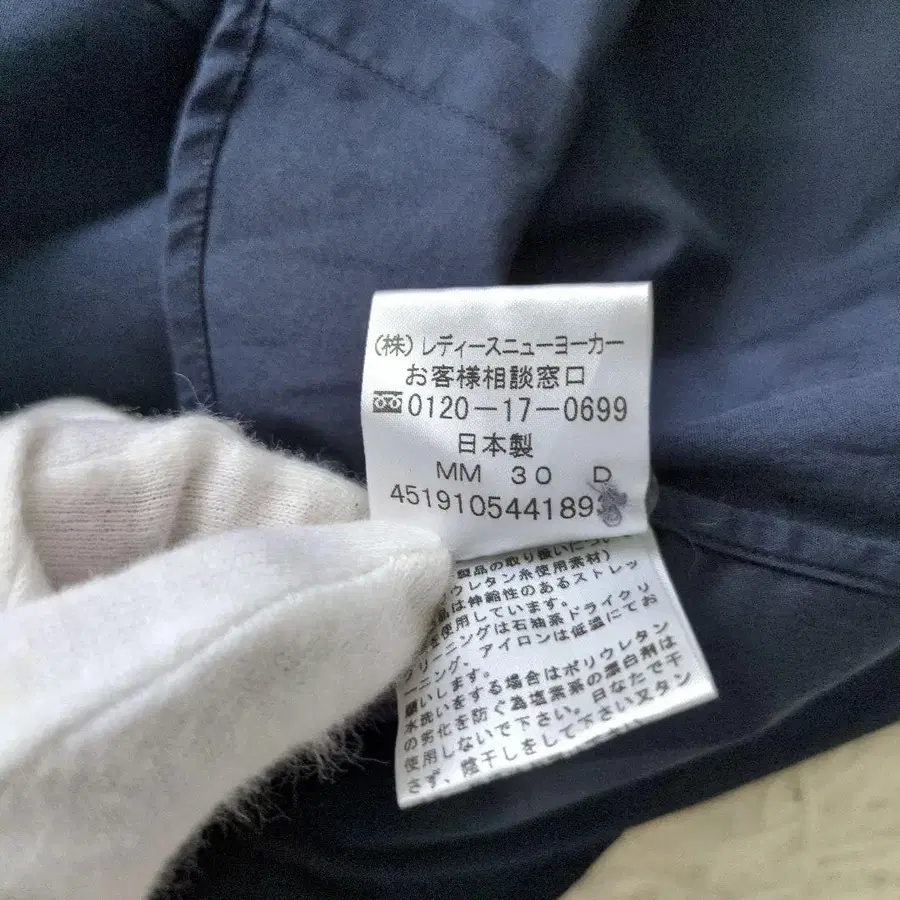 (株)レディースニューヨーカー
お客様相談窓口
0120-17-0699
日本製
MM 30 D
451910544189
製品の取り扱いについ
ウレタン糸使用素材)
品は伸縮性のあるストレッ
を使用しています。
クリーニングは石油系ドライクリ
ーニング、アイロンは低温にてお
願いします。
水洗いをする場合はポリウレタン
の劣化を防ぐ為塩素系の漂白剤は
使用しないで下さい。日なたで干
さず、陰干しをして下さい又タン